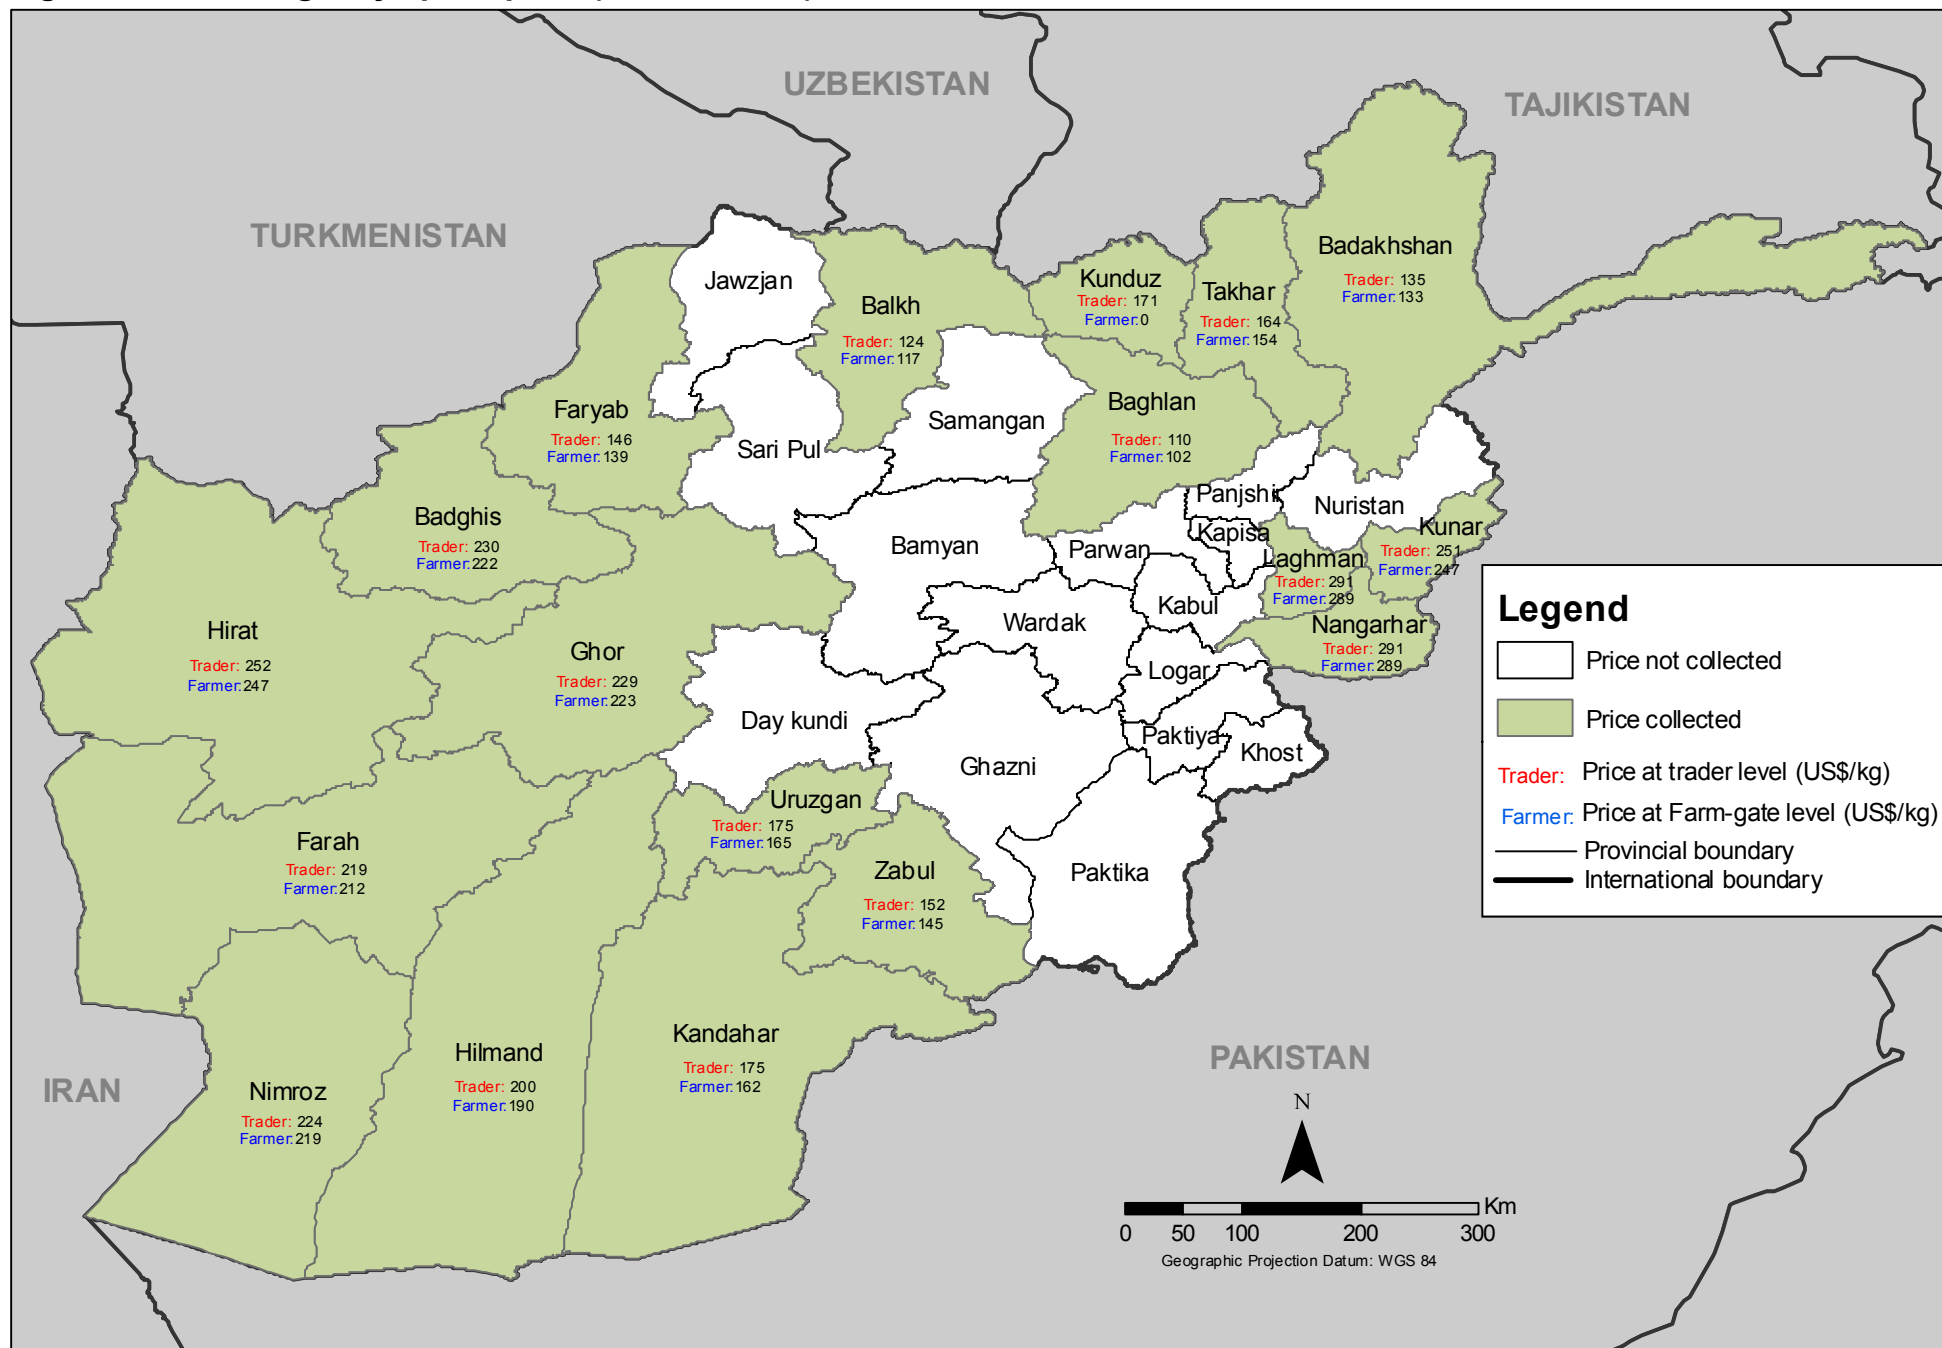 UZBEKISTAN
TAJIKISTAN
TURKMENISTAN
Jawzjan
Balkh
Trader: 124
Farmer: 117
Kunduz
Trader: 171
Farmer: 0
Takhar
Trader: 164
Farmer: 154
Badakhshan
Trader: 135
Farmer: 133
Faryab
Trader: 146
Farmer: 139
Sari Pul
Samangan
Baghlan
Trader: 110
Farmer: 102
Badghis
Trader: 230
Farmer: 222
Panjshir
Nuristan
Kapisa
Kunar
Trader: 251
Farmer: 247
Bamyan
Parwan
Laghman
Trader: 291
Farmer: 289
Hirat
Trader: 252
Farmer: 247
Ghor
Trader: 229
Farmer: 223
Wardak
Kabul
Nangarhar
Trader: 291
Farmer: 289
Logar
Day kundi
Ghazni
Paktiya
Khost
Uruzgan
Trader: 175
Farmer: 165
Farah
Trader: 219
Farmer: 212
Zabul
Trader: 152
Farmer: 145
Paktika
Kandahar
Trader: 175
Farmer: 162
Hilmand
Trader: 200
Farmer: 190
Nimroz
Trader: 224
Farmer: 219
IRAN
PAKISTAN
Legend
Price not collected
Price collected
Trader: Price at trader level (US$/kg)
Farmer: Price at Farm-gate level (US$/kg)
Provincial boundary
International boundary
N
Km
0 50 100 200 300
Geographic Projection Datum: WGS 84